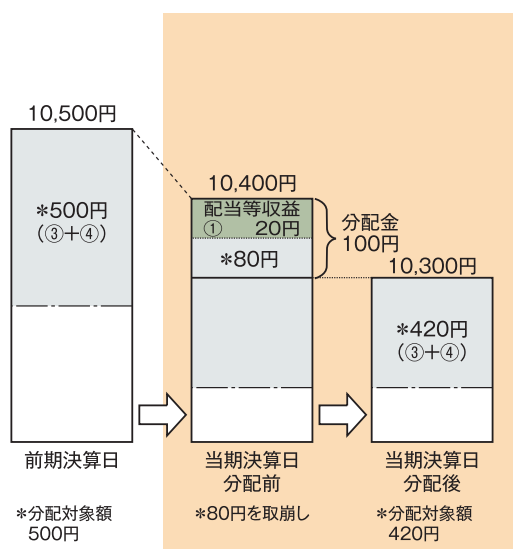 10,500円
*500円
(③+④)
前期決算日
*分配対象額
500円
10,400円
配当等収益
① 20円
*80円
分配金
100円
当期決算日
分配前
*80円を取崩し
10,300円
*420円
(③+④)
当期決算日
分配後
*分配対象額
420円